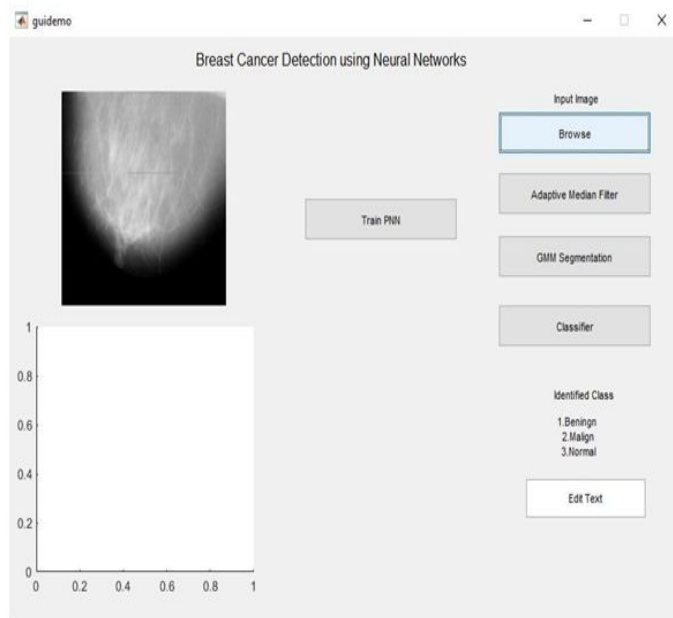 guidemo
Breast Cancer Detection using Neural Networks
Input Image
Browse
Adaptive Median Filter
Train PNN
GMM Segmentation
Classifier
1
0.8
0.6
0.4
0.2
0
0 0.2 0.4 0.6 0.8 1
Identified Class
1.Beningn
2.Malign
3.Normal
Edit Text